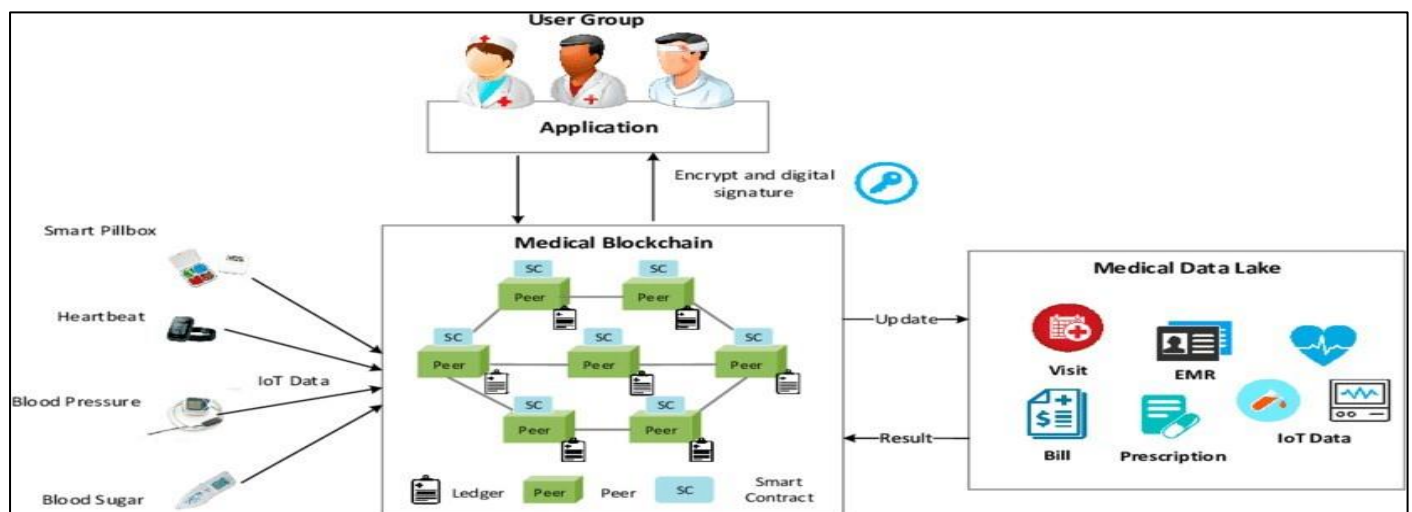 User Group
Application
Encrypt and digital
signature
Smart Pillbox
Heartbeat
IoT Data
Blood Pressure
Blood Sugar
Medical Blockchain
SC
SC
Peer
Peer
SC
SC
SC
Peer
Peer
Peer
SC
SC
Peer
Peer
Ledger
Peer
Peer
SC
Smart
Contract
Update
Result
Medical Data Lake
Visit
EMR
Bill
Prescription
IoT Data